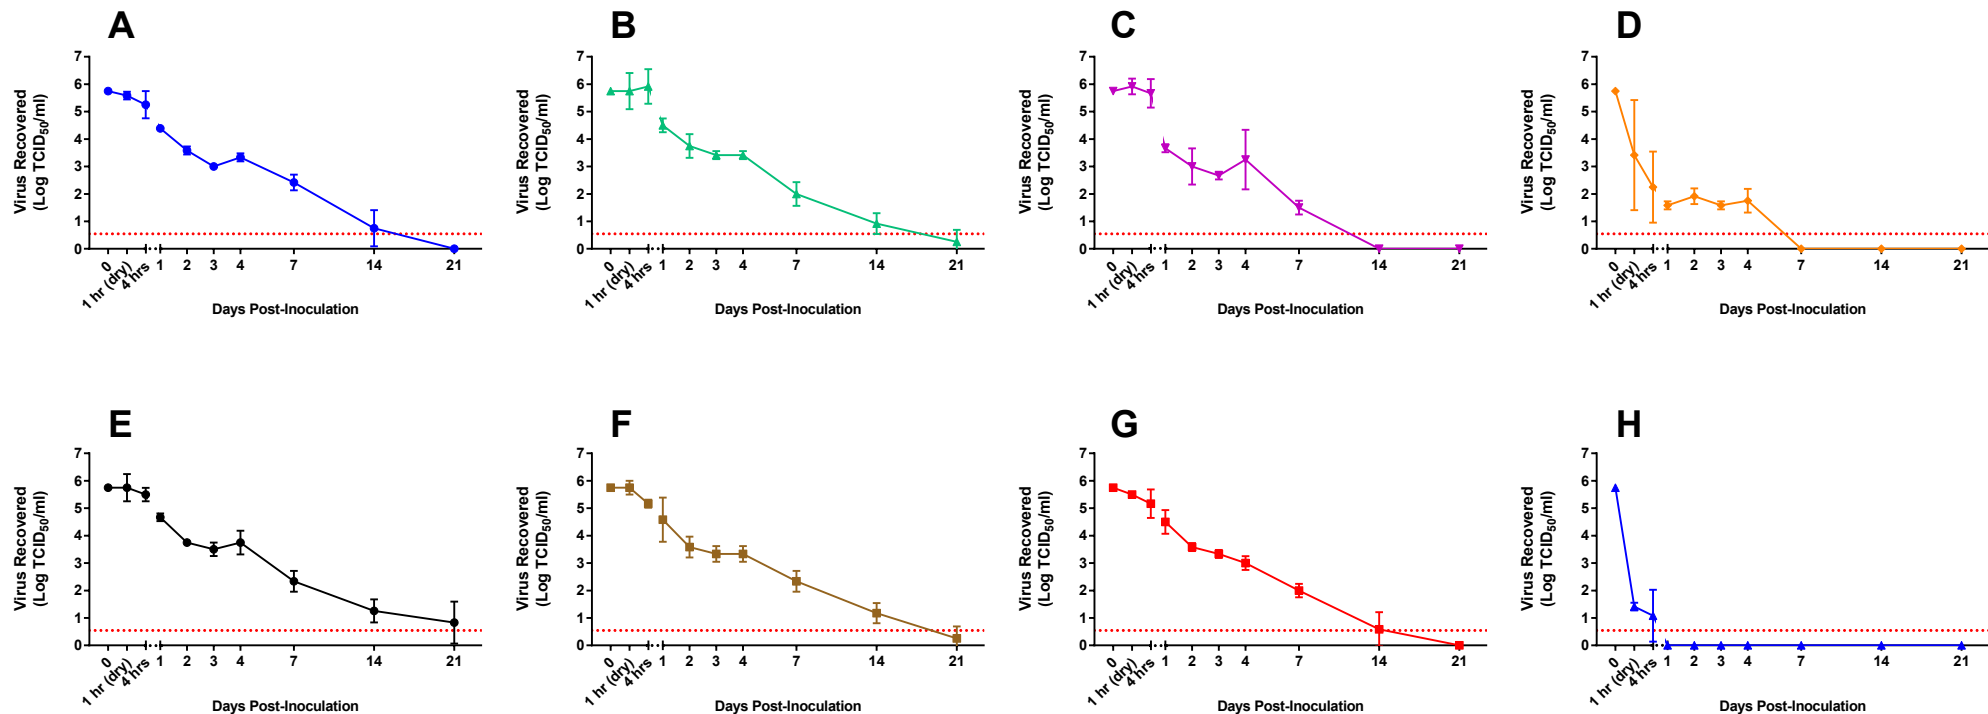 A
Virus Recovered
(Log TCID50/ml)
7
6
5
4
3
2
1
0
0
1 hr (dry)
4 hrs
1
2
3
4
7
14
21
Days Post-Inoculation
B
Virus Recovered
(Log TCID50/ml)
7
6
5
4
3
2
1
0
0
1 hr (dry)
4 hrs
1
2
3
4
7
14
21
Days Post-Inoculation
C
Virus Recovered
(Log TCID50/ml)
7
6
5
4
3
2
1
0
0
1 hr (dry)
4 hrs
1
2
3
4
7
14
21
Days Post-Inoculation
D
Virus Recovered
(Log TCID50/ml)
7
6
5
4
3
2
1
0
0
1 hr (dry)
4 hrs
1
2
3
4
7
14
21
Days Post-Inoculation
E
Virus Recovered
(Log TCID50/ml)
7
6
5
4
3
2
1
0
0
1 hr (dry)
4 hrs
1
2
3
4
7
14
21
Days Post-Inoculation
F
Virus Recovered
(Log TCID50/ml)
7
6
5
4
3
2
1
0
0
1 hr (dry)
4 hrs
1
2
3
4
7
14
21
Days Post-Inoculation
G
Virus Recovered
(Log TCID50/ml)
7
6
5
4
3
2
1
0
0
1 hr (dry)
4 hrs
1
2
3
4
7
14
21
Days Post-Inoculation
H
Virus Recovered
(Log TCID50/ml)
7
6
5
4
3
2
1
0
0
1 hr (dry)
4 hrs
1
2
3
4
7
14
21
Days Post-Inoculation